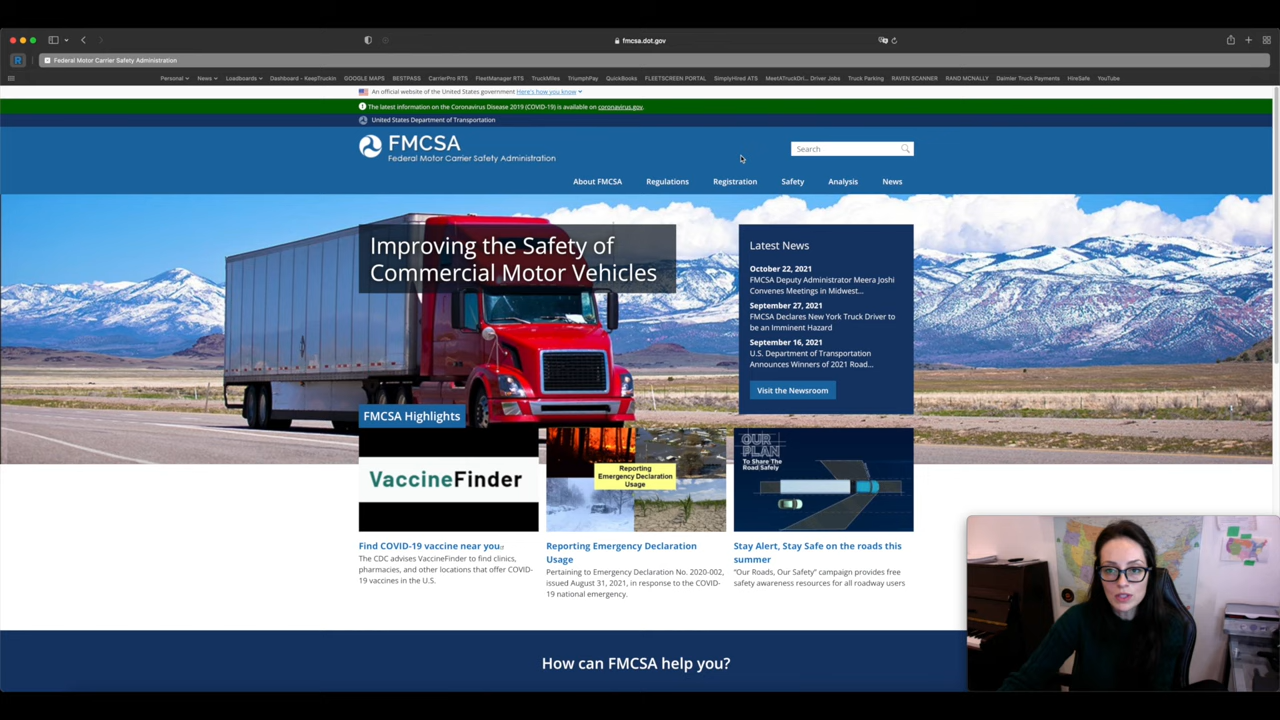 fmcsa.dot.gov
R
Federal Motor Carrier Safety Administration
Personal News Loadboards Dashboard - KeepTruckin GOOGLE MAPS BESTPASS CarrierPro RTS FleetManager RTS TruckMiles TriumphPay QuickBooks FLEETSCREEN PORTAL SimplyHired ATS MeetATruckDri... Driver Jobs Truck Parking RAVEN SCANNER RAND MCNALLY Daimler Truck Payments HireSafe YouTube
An official website of the United States government Here's how you know
The latest information on the Coronavirus Disease 2019 (COVID-19) is available on coronavirus.gov.
United States Department of Transportation
FMCSA
Federal Motor Carrier Safety Administration
Search
About FMCSA Regulations Registration Safety Analysis News
Improving the Safety of
Commercial Motor Vehicles
Latest News
October 22, 2021
FMCSA Deputy Administrator Meera Joshi
Convenes Meetings in Midwest...
September 27, 2021
FMCSA Declares New York Truck Driver to
be an Imminent Hazard
September 16, 2021
U.S. Department of Transportation
Announces Winners of 2021 Road...
Visit the Newsroom
FMCSA Highlights
VaccineFinder
Reporting
Emergency Declaration
Usage
OUR
PLAN
To Share The
Road Safely
Find COVID-19 vaccine near you
The CDC advises VaccineFinder to find clinics,
pharmacies, and other locations that offer COVID-
19 vaccines in the U.S.
Reporting Emergency Declaration
Usage
Pertaining to Emergency Declaration No. 2020-002,
issued August 31, 2021, in response to the COVID-
19 national emergency.
Stay Alert, Stay Safe on the roads this
summer
“Our Roads, Our Safety” campaign provides free
safety awareness resources for all roadway users
How can FMCSA help you?